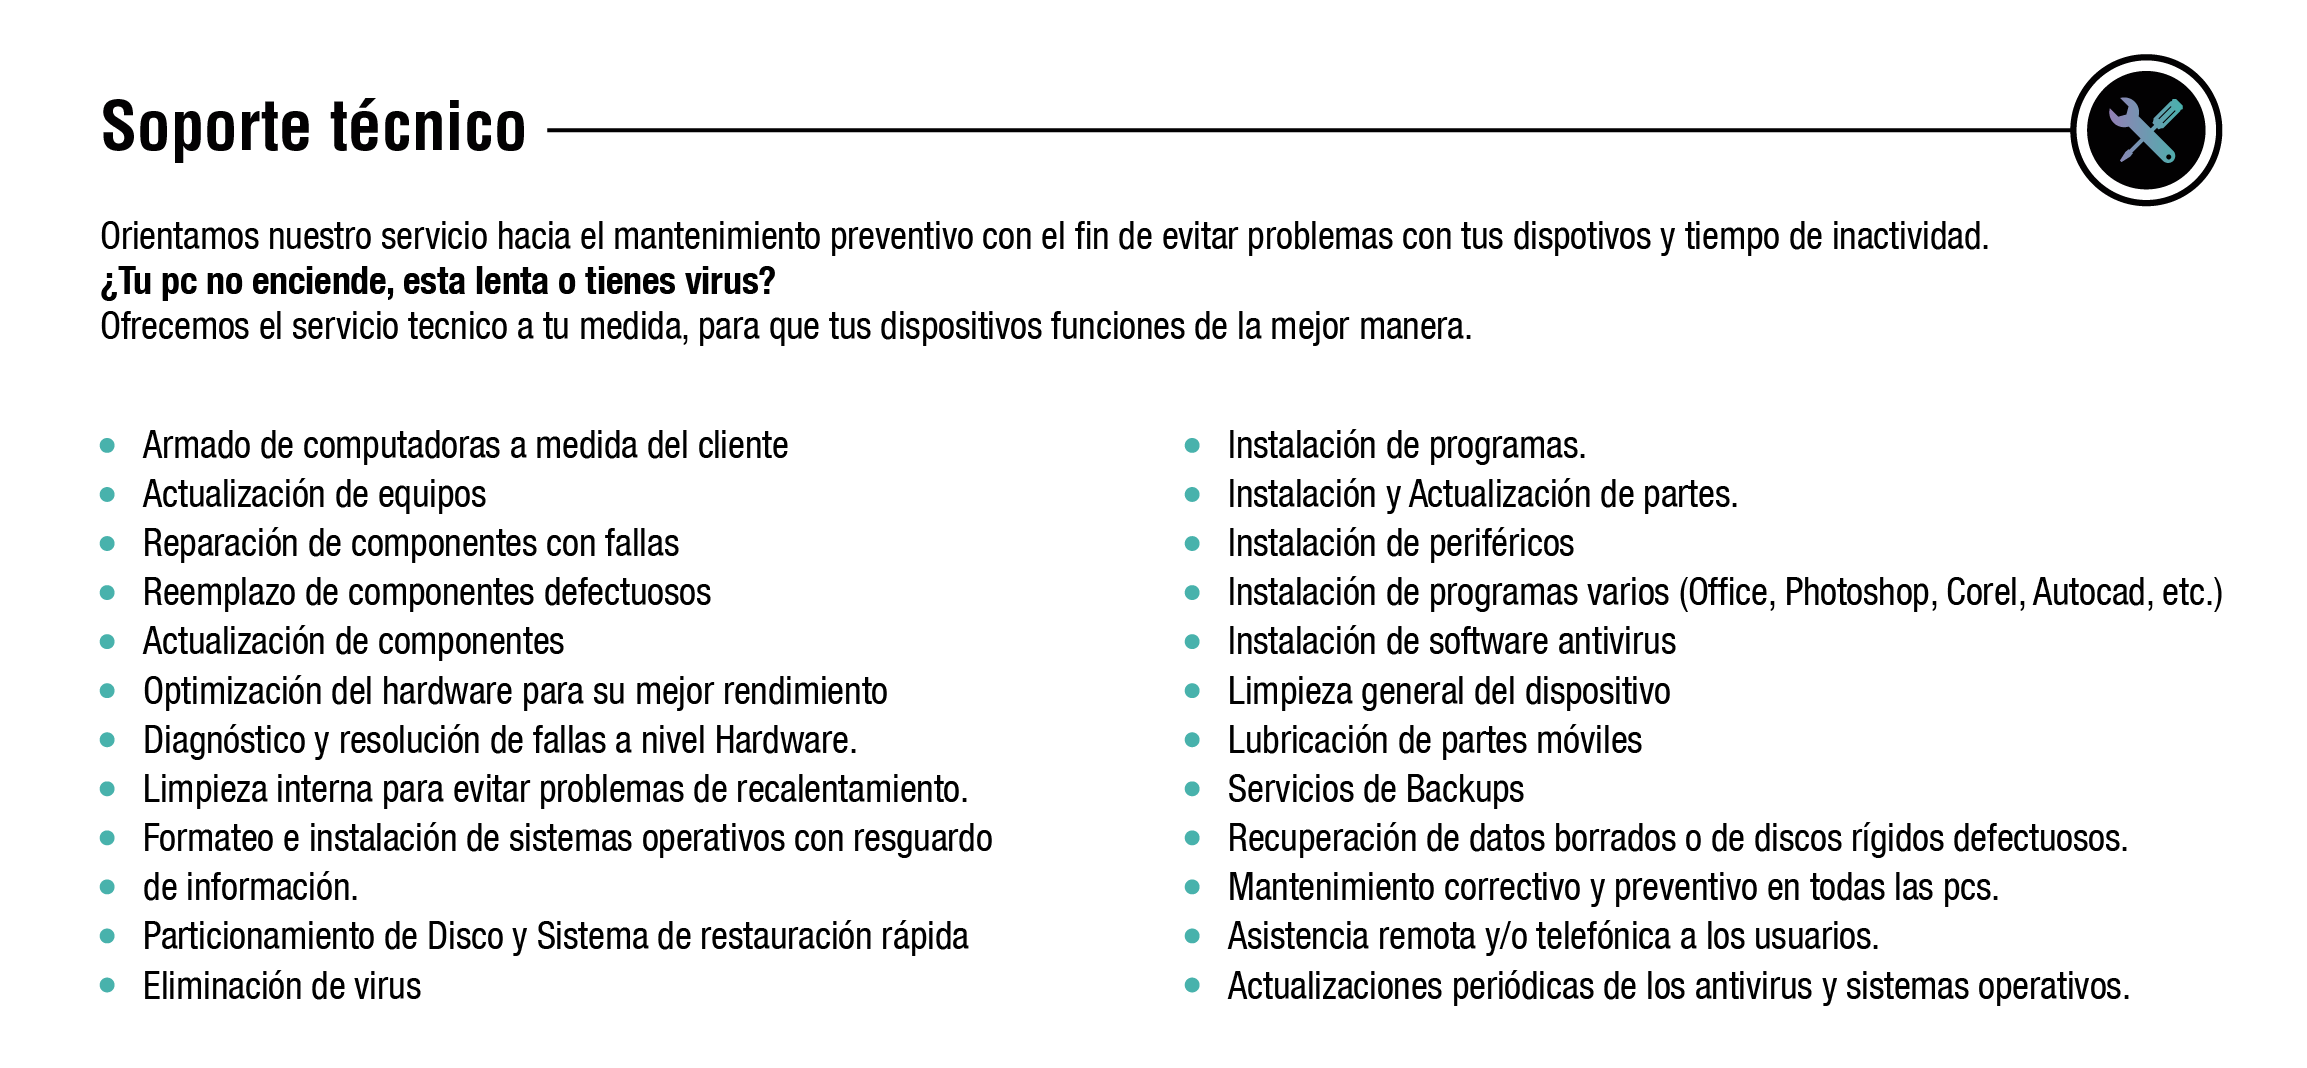 Soporte técnico
Orientamos nuestro servicio hacia el mantenimiento preventivo con el fin de evitar problemas con tus dispotivos y tiempo de inactividad.
¿Tu pc no enciende, esta lenta o tienes virus?
Ofrecemos el servicio tecnico a tu medida, para que tus dispositivos funciones de la mejor manera.
Armado de computadoras a medida del cliente
Actualización de equipos
Reparación de componentes con fallas
Reemplazo de componentes defectuosos
Actualización de componentes
Optimización del hardware para su mejor rendimiento
Diagnóstico y resolución de fallas a nivel Hardware.
Limpieza interna para evitar problemas de recalentamiento.
Formateo e instalación de sistemas operativos con resguardo
de información.
Particionamiento de Disco y Sistema de restauración rápida
Eliminación de virus
Instalación de programas.
Instalación y Actualización de partes.
Instalación de periféricos
Instalación de programas varios (Office, Photoshop, Corel, Autocad, etc.)
Instalación de software antivirus
Limpieza general del dispositivo
Lubricación de partes móviles
Servicios de Backups
Recuperación de datos borrados o de discos rígidos defectuosos.
Mantenimiento correctivo y preventivo en todas las pcs.
Asistencia remota y/o telefónica a los usuarios.
Actualizaciones periódicas de los antivirus y sistemas operativos.